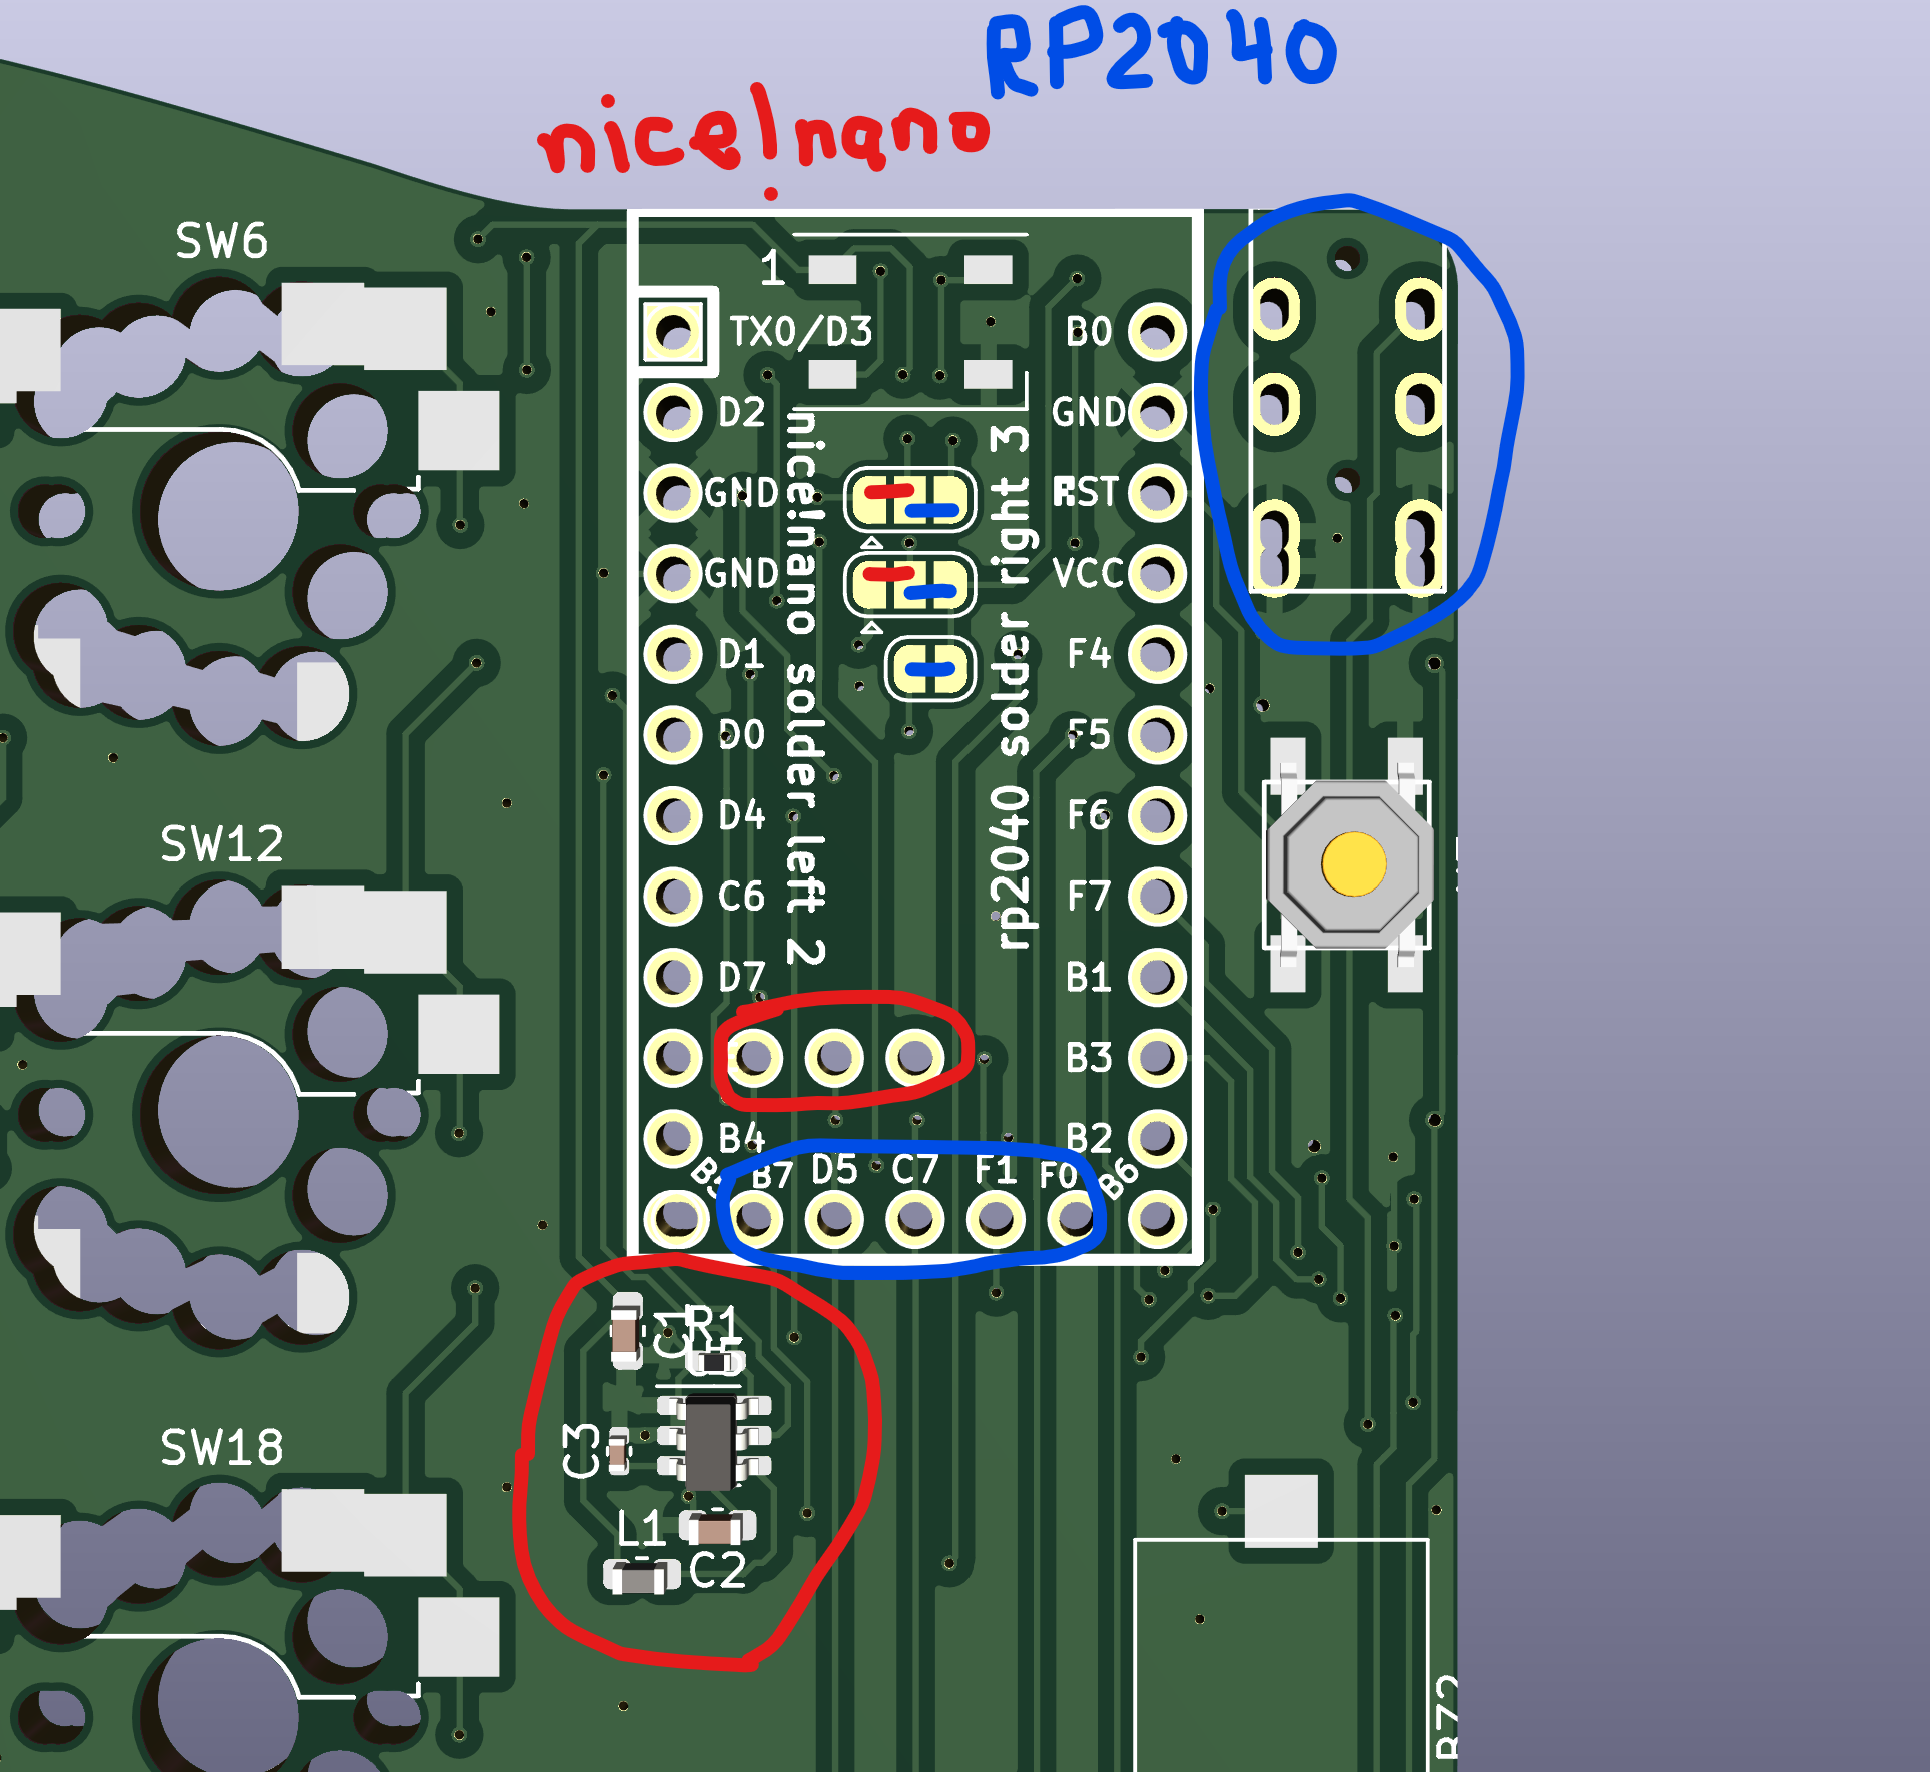 RP2040
nice!nano
SW6
1
TX0/D3
B0
D2
GND
GND
RST
GND
VCC
D1
F4
D0
F5
D4
F6
C6
F7
D7
B1
B3
B4
B2
B7
D5
C7
F1
F0
B6
nice!nano solder left 2
rp2040 solder right 3
SW12
C1
R1
C3
L1
C2
SW18
BZ2